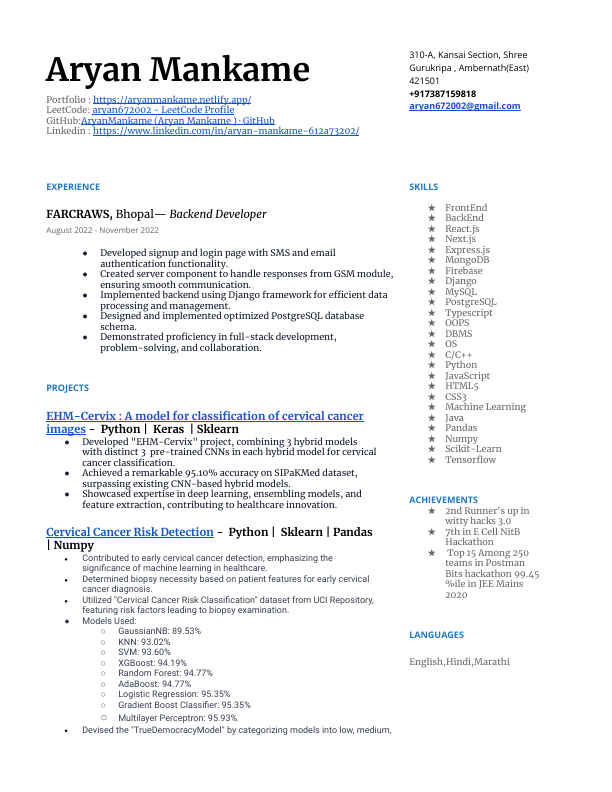 Aryan Mankame
Portfolio : https://aryanmankame.netlify.app/
LeetCode: aryan672002 - LeetCode Profile
GitHub:AryanMankame (Aryan Mankame ) · GitHub
Linkedin : https://www.linkedin.com/in/aryan-mankame-612a73202/
310-A, Kansai Section, Shree
Gurukripa , Ambernath(East)
421501
+917387159818
aryan672002@gmail.com
EXPERIENCE
FARCRAWS, Bhopal— Backend Developer
August 2022 - November 2022
● Developed signup and login page with SMS and email
authentication functionality.
● Created server component to handle responses from GSM module,
ensuring smooth communication.
● Implemented backend using Django framework for efficient data
processing and management.
● Designed and implemented optimized PostgreSQL database
schema.
● Demonstrated proficiency in full-stack development,
problem-solving, and collaboration.
PROJECTS
EHM-Cervix : A model for classification of cervical cancer
images - Python | Keras | Sklearn
● Developed "EHM-Cervix" project, combining 3 hybrid models
with distinct 3 pre-trained CNNs in each hybrid model for cervical
cancer classification.
● Achieved a remarkable 95.10% accuracy on SIPaKMed dataset,
surpassing existing CNN-based hybrid models.
● Showcased expertise in deep learning, ensembling models, and
feature extraction, contributing to healthcare innovation.
Cervical Cancer Risk Detection - Python | Sklearn | Pandas
| Numpy
● Contributed to early cervical cancer detection, emphasizing the
significance of machine learning in healthcare.
● Determined biopsy necessity based on patient features for early cervical
cancer diagnosis.
● Utilized "Cervical Cancer Risk Classification" dataset from UCI Repository,
featuring risk factors leading to biopsy examination.
● Models Used:
○ GaussianNB: 89.53%
○ KNN: 93.02%
○ SVM: 93.60%
○ XGBoost: 94.19%
○ Random Forest: 94.77%
○ AdaBoost: 94.77%
○ Logistic Regression: 95.35%
○ Gradient Boost Classifier: 95.35%
○ Multilayer Perceptron: 95.93%
● Devised the "TrueDemocracyModel" by categorizing models into low, medium,
SKILLS
★ FrontEnd
★ BackEnd
★ React.js
★ Next.js
★ Express.js
★ MongoDB
★ Firebase
★ Django
★ MySQL
★ PostgreSQL
★ Typescript
★ OOPS
★ DBMS
★ OS
★ C/C++
★ Python
★ JavaScript
★ HTML5
★ CSS3
★ Machine Learning
★ Java
★ Pandas
★ Numpy
★ Scikit-Learn
★ Tensorflow
ACHIEVEMENTS
★ 2nd Runner's up in
witty hacks 3.0
★ 7th in E Cell NitB
Hackathon
★ Top 15 Among 250
teams in Postman
Bits hackathon 99.45
%ile in JEE Mains
2020
LANGUAGES
English,Hindi,Marathi